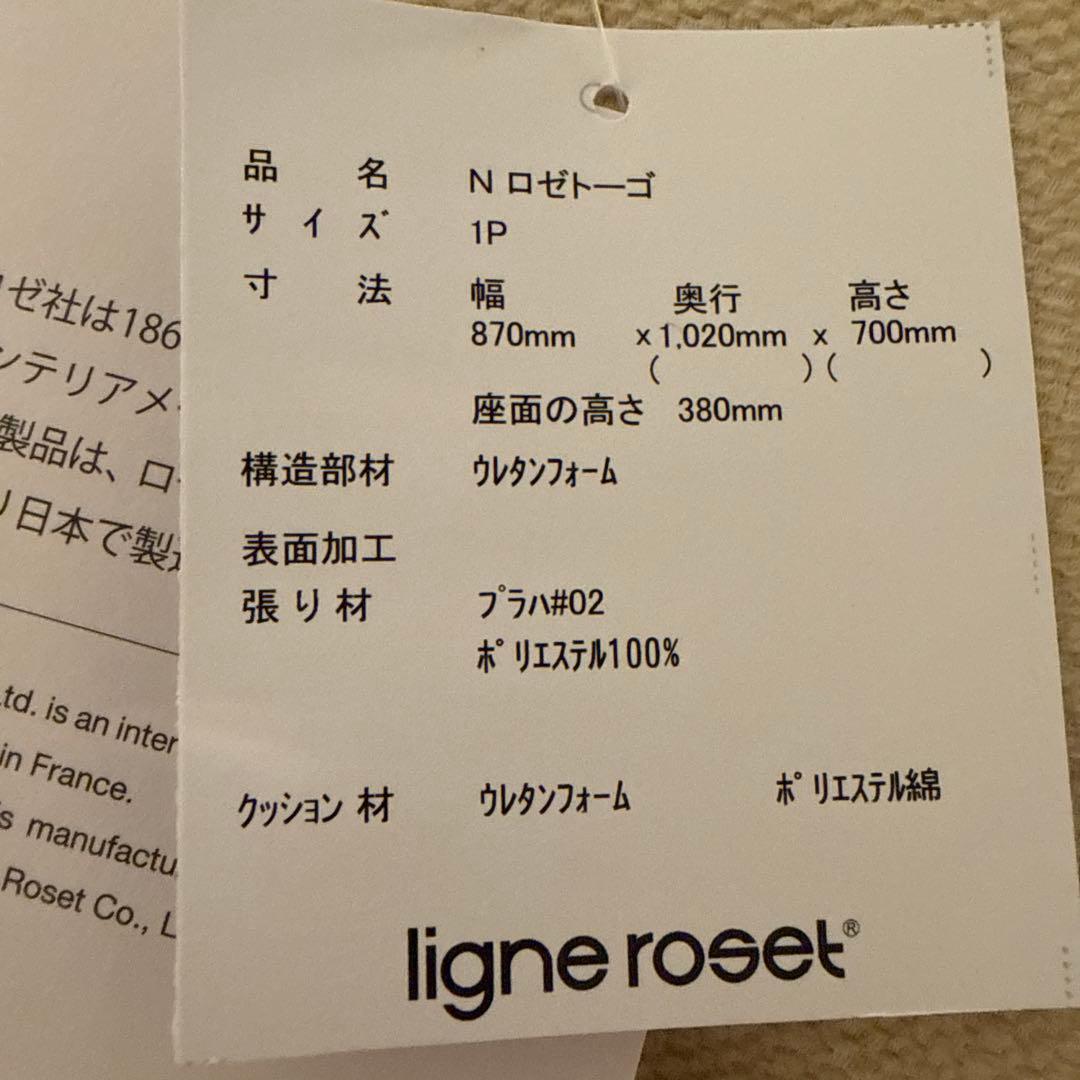 品名 N ロゼトーゴ
サイズ 1P
寸法 幅 奥行 高さ
870mm x 1,020mm x 700mm
( ) ( )
座面の高さ 380mm
構造部材 ウレタンフォーム
表面加工
張り材 プラハ#02
ポリエステル100%
クッション材 ウレタンフォーム ポリエステル綿
ligne roset®
ゼ社は186
ンテリアメ
製品は、ロ
り日本で製
td. is an inter
in France.
s manufactu
Roset Co., L